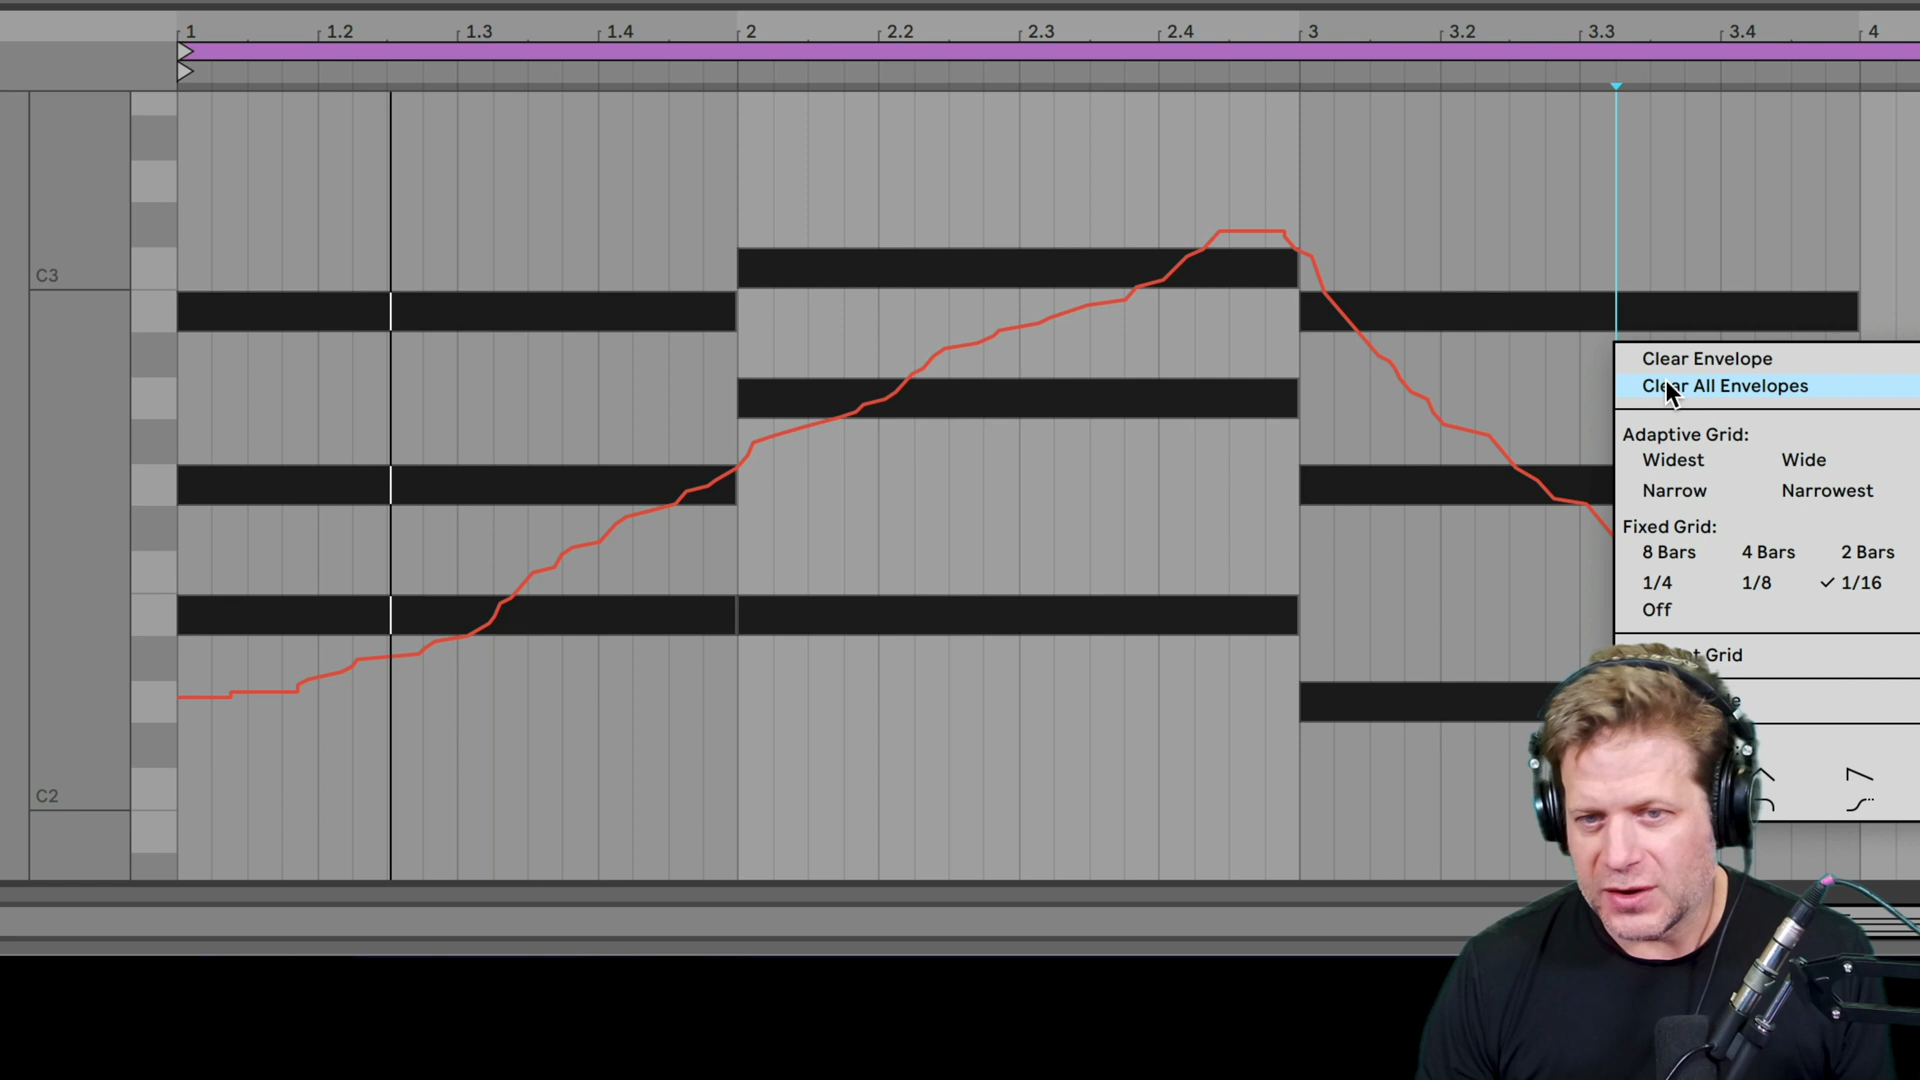 1 1.2 1.3 1.4 2 2.2 2.3 2.4 3 3.2 3.3 3.4 4
C3
Clear Envelope
Clear All Envelopes
Adaptive Grid:
Widest Wide
Narrow Narrowest
Fixed Grid:
8 Bars 4 Bars 2 Bars
1/4 1/8 ✓ 1/16
Off
Grid
C2